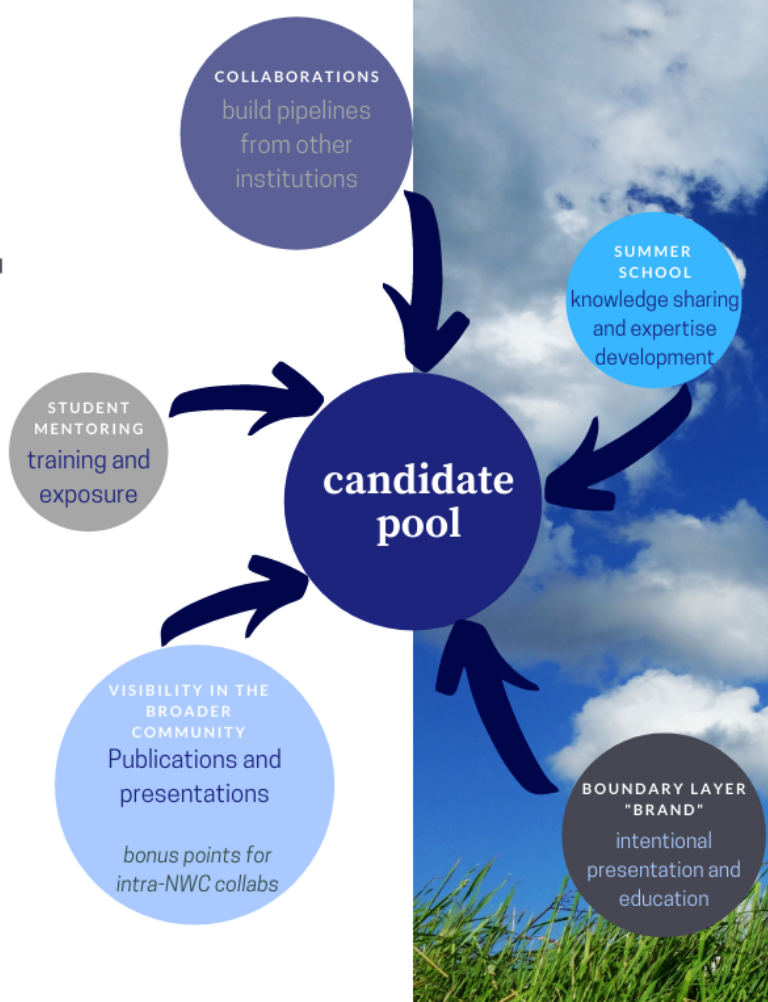 COLLABORATIONS
build pipelines
from other
institutions
SUMMER
SCHOOL
knowledge sharing
and expertise
development
STUDENT
MENTORING
training and
exposure
candidate
pool
VISIBILITY IN THE
BROADER
COMMUNITY
Publications and
presentations
bonus points for
intra-NWC collabs
BOUNDARY LAYER
"BRAND"
intentional
presentation and
education